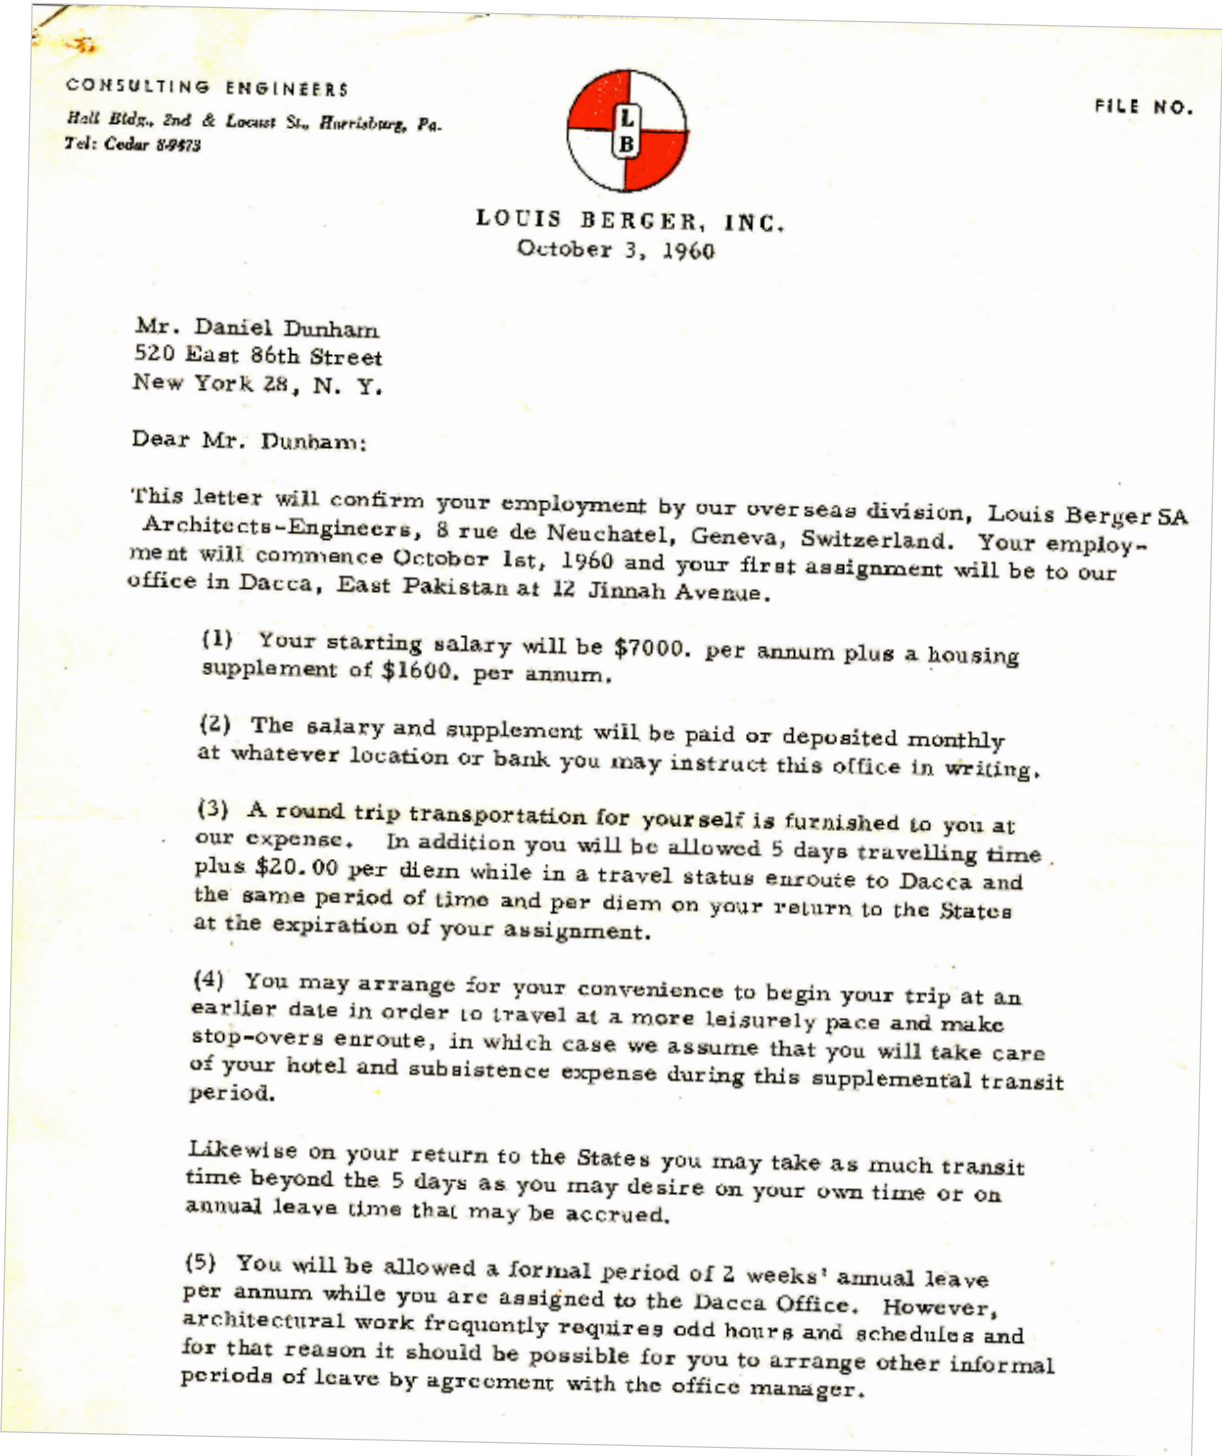 CONSULTING ENGINEERS
Hall Bldg., 2nd & Locust St., Harrisburg, Pa.
Tel: Cedar 8-9473
FILE NO.
L
B
LOUIS BERGER, INC.
October 3, 1960
Mr. Daniel Dunham
520 East 86th Street
New York 28, N. Y.
Dear Mr. Dunham:
This letter will confirm your employment by our overseas division, Louis Berger SA
Architects-Engineers, 8 rue de Neuchatel, Geneva, Switzerland. Your employ-
ment will commence October 1st, 1960 and your first assignment will be to our
office in Dacca, East Pakistan at 12 Jinnah Avenue.
(1) Your starting salary will be $7000. per annum plus a housing
supplement of $1600. per annum.
(2) The salary and supplement will be paid or deposited monthly
at whatever location or bank you may instruct this office in writing.
(3) A round trip transportation for yourself is furnished to you at
our expense. In addition you will be allowed 5 days travelling time
plus $20.00 per diem while in a travel status enroute to Dacca and
the same period of time and per diem on your return to the States
at the expiration of your assignment.
(4) You may arrange for your convenience to begin your trip at an
earlier date in order to travel at a more leisurely pace and make
stop-overs enroute, in which case we assume that you will take care
of your hotel and subsistence expense during this supplemental transit
period.
Likewise on your return to the States you may take as much transit
time beyond the 5 days as you may desire on your own time or on
annual leave time that may be accrued.
(5) You will be allowed a formal period of 2 weeks' annual leave
per annum while you are assigned to the Dacca Office. However,
architectural work frequently requires odd hours and schedules and
for that reason it should be possible for you to arrange other informal
periods of leave by agreement with the office manager.